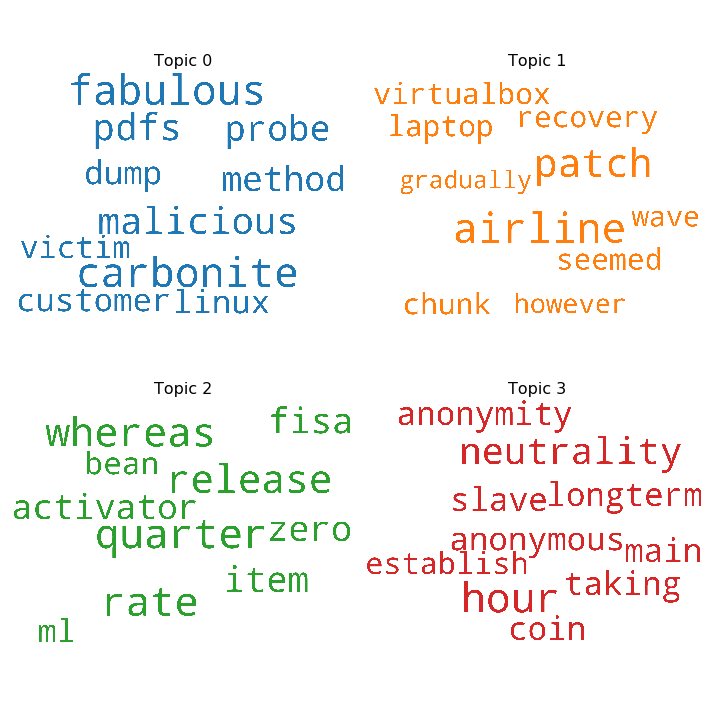 Topic 0
fabulous
pdfs probe
dump method
malicious
victim
carbonite
customer linux
Topic 1
virtualbox
laptop recovery
patch
gradually
airline wave
seemed
chunk however
Topic 2
whereas fisa
bean
release
activator
quarter zero
item
rate
ml
Topic 3
anonymity
neutrality
slave longterm
anonymous main
establish
taking
hour
coin